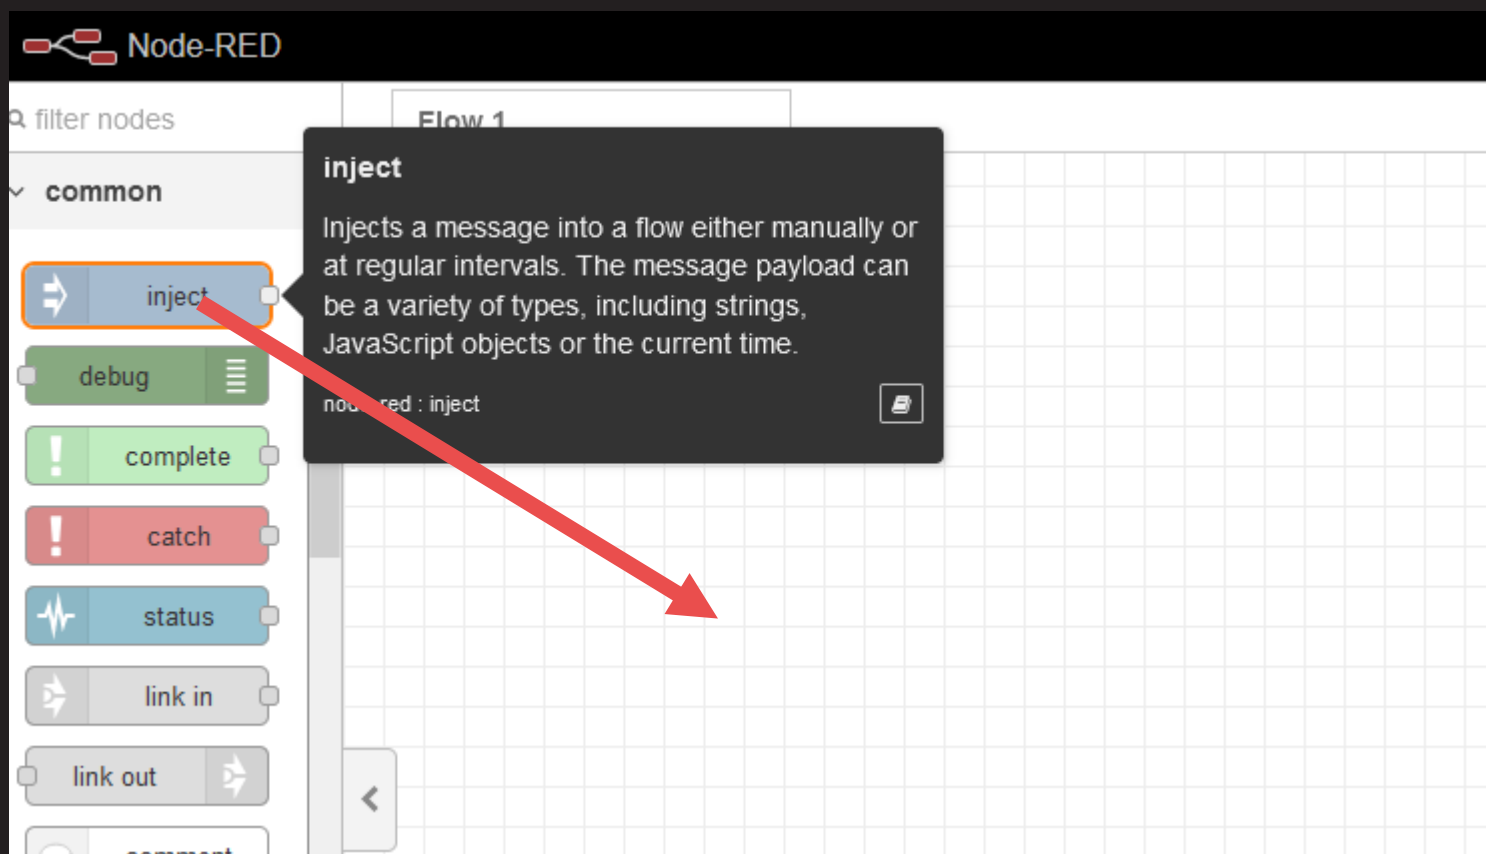 Node-RED
filter nodes
Flow 1
common
inject
Injects a message into a flow either manually or
at regular intervals. The message payload can
be a variety of types, including strings,
JavaScript objects or the current time.
node-red : inject
inject
debug
complete
catch
status
link in
link out
comment